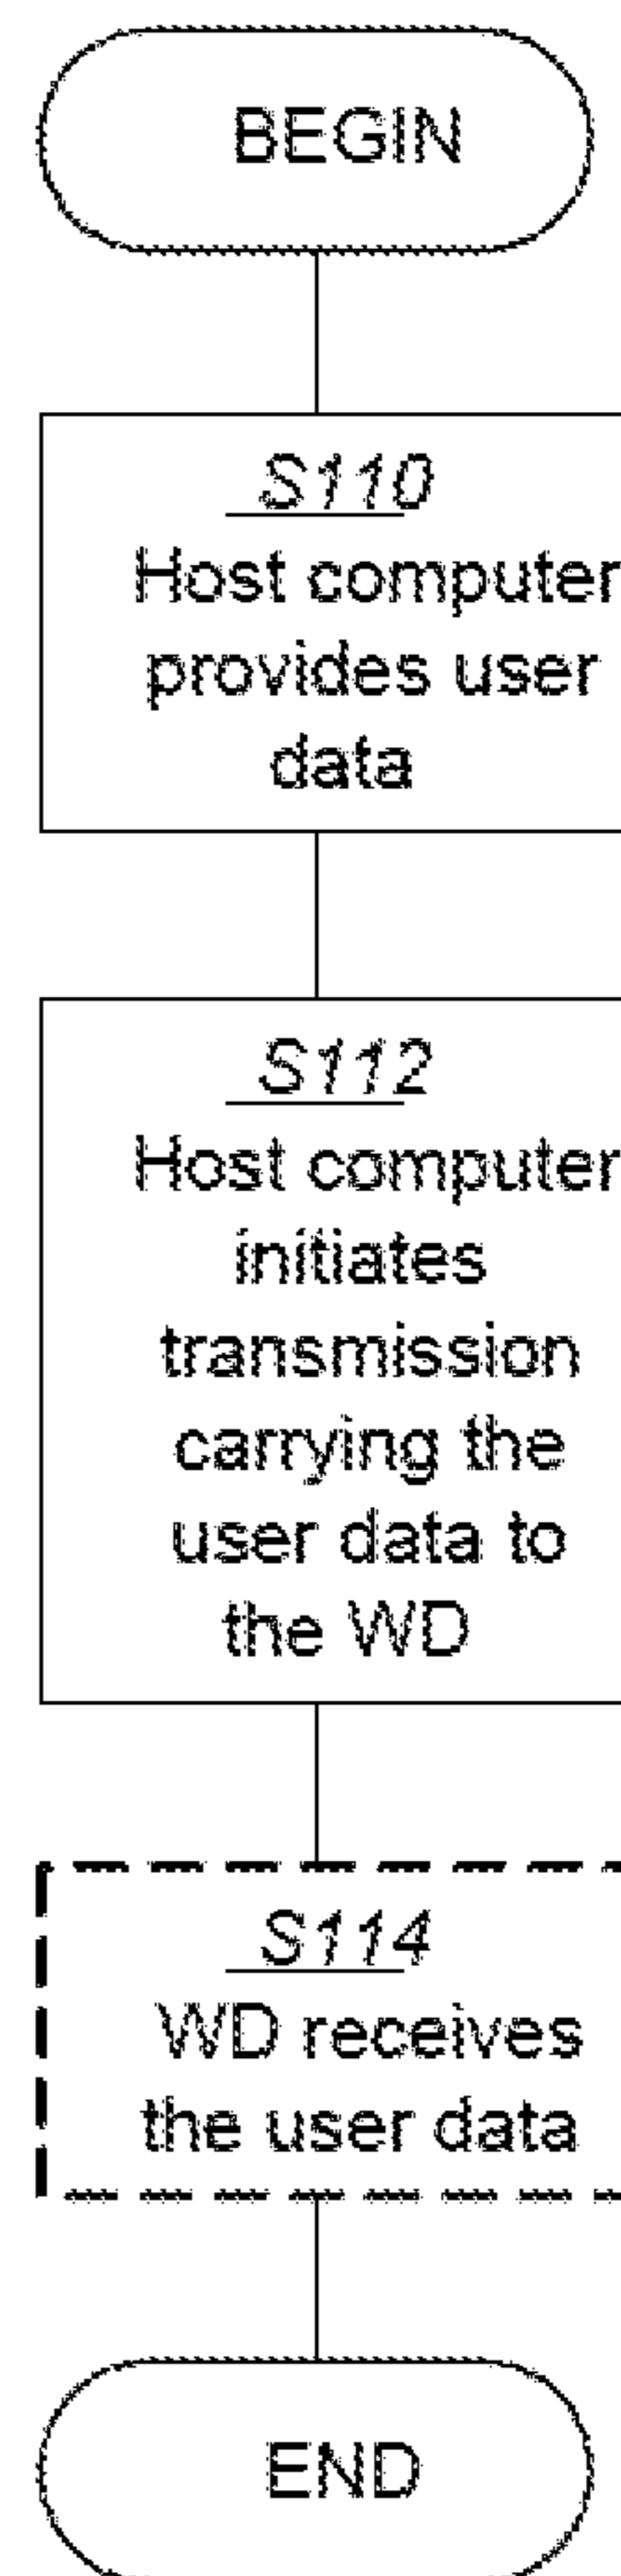 BEGIN
S110
Host computer
provides user
data
S112
Host computer
initiates
transmission
carrying the
user data to
the WD
S114
WD receives
the user data
END